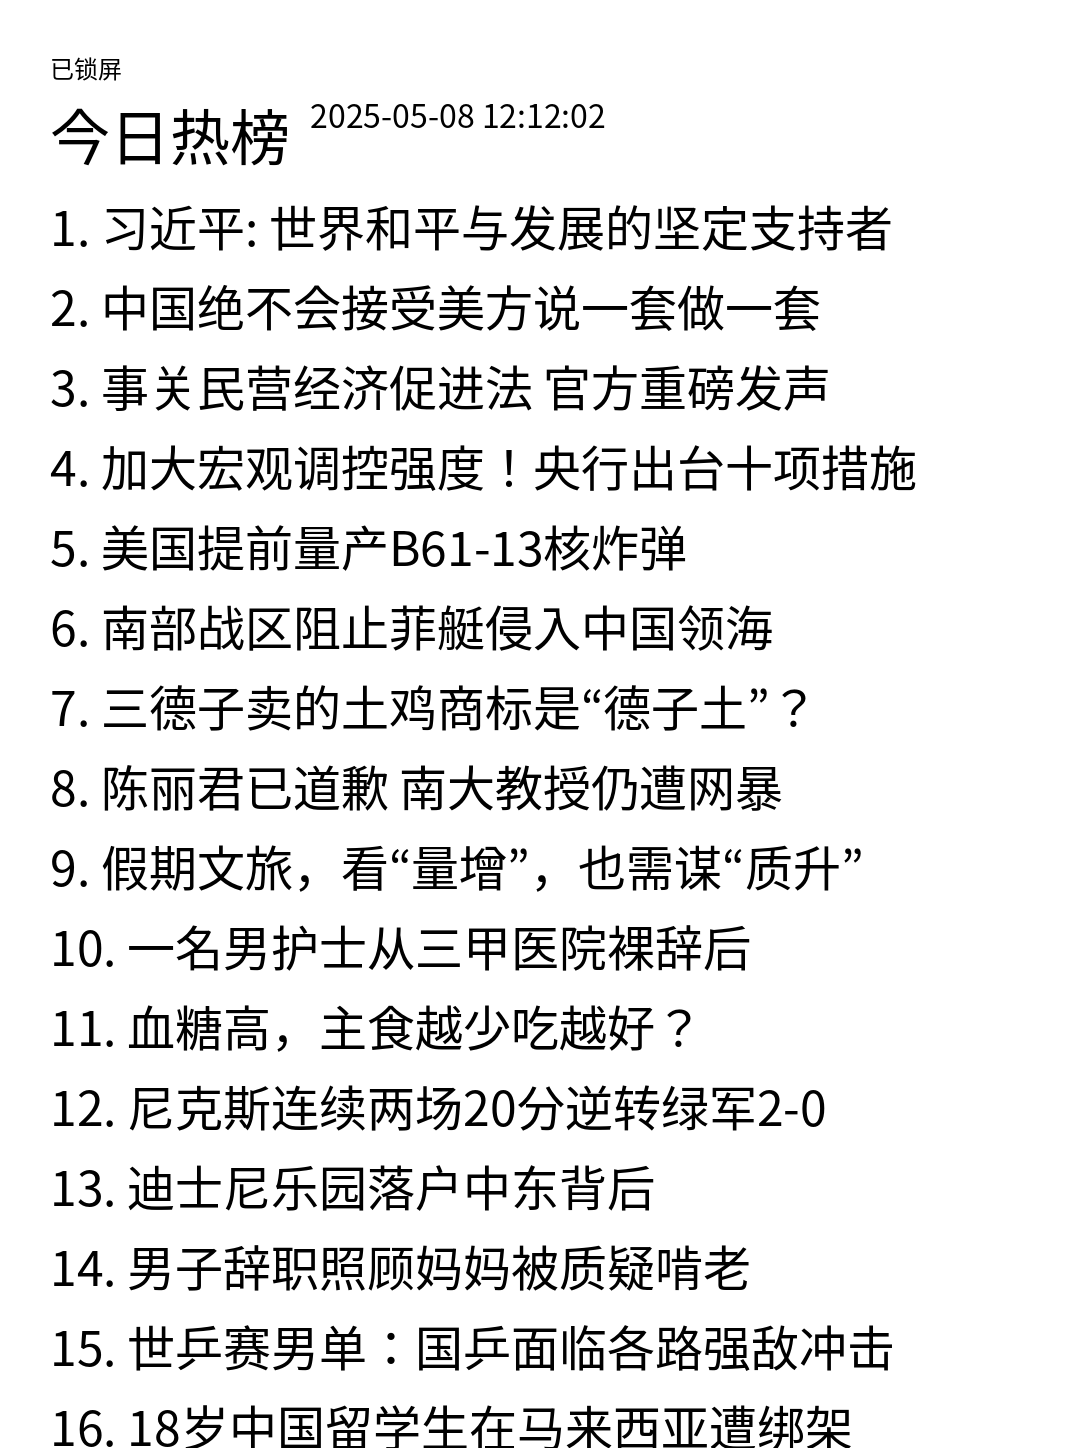 已锁屏
今日热榜 2025-05-08 12:12:02
1. 习近平: 世界和平与发展的坚定支持者
2. 中国绝不会接受美方说一套做一套
3. 事关民营经济促进法 官方重磅发声
4. 加大宏观调控强度！央行出台十项措施
5. 美国提前量产B61-13核炸弹
6. 南部战区阻止菲艇侵入中国领海
7. 三德子卖的土鸡商标是“德子土”？
8. 陈丽君已道歉 南大教授仍遭网暴
9. 假期文旅，看“量增”，也需谋“质升”
10. 一名男护士从三甲医院裸辞后
11. 血糖高，主食越少吃越好？
12. 尼克斯连续两场20分逆转绿军2-0
13. 迪士尼乐园落户中东背后
14. 男子辞职照顾妈妈被质疑啃老
15. 世乒赛男单：国乒面临各路强敌冲击
16. 18岁中国留学生在马来西亚遭绑架